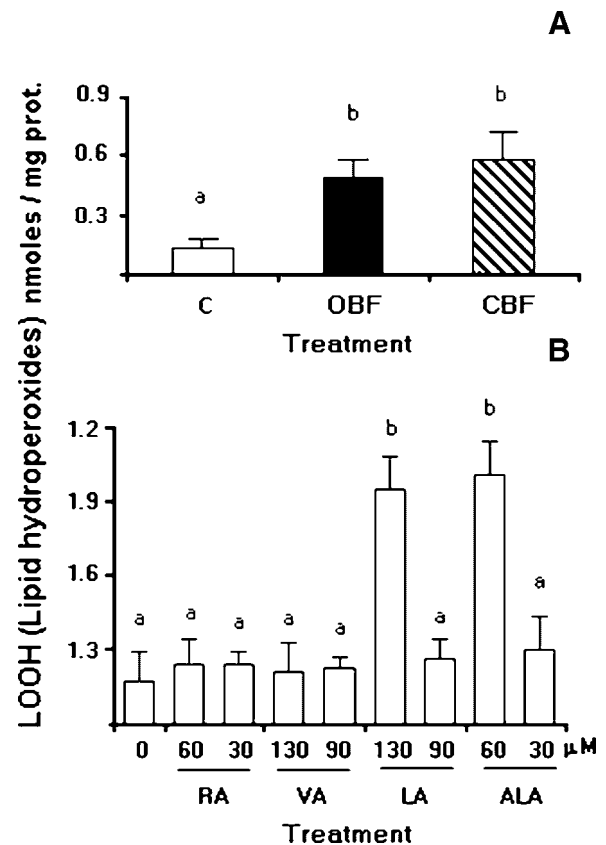 A
LOOH (Lipid hydroperoxides) nmoles / mg prot.
0.9
0.6
0.3
a
b
b
C OBF CBF
Treatment
B
1.2
1.9
1.6
1.3
a a a a a b a b a
0 60 30 130 90 130 90 60 30 µM
RA VA LA ALA
Treatment